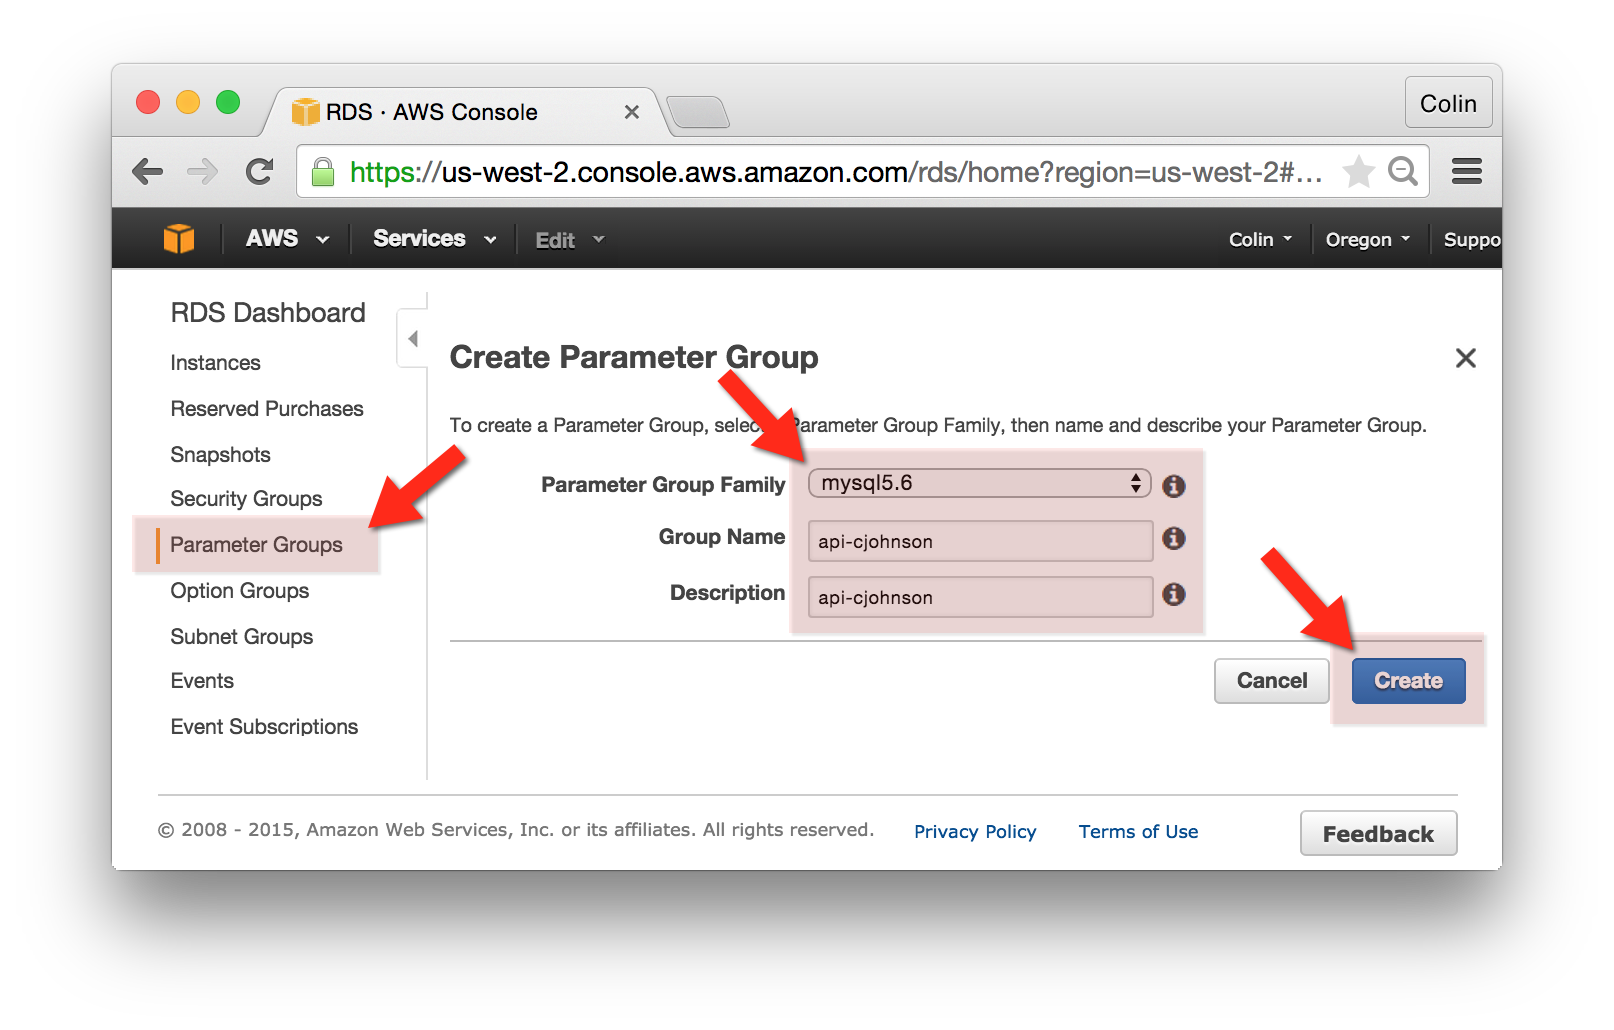 RDS · AWS Console
Colin
https://us-west-2.console.aws.amazon.com/rds/home?region=us-west-2#...
AWS Services Edit Colin Oregon Suppo
RDS Dashboard
Instances
Reserved Purchases
Snapshots
Security Groups
Parameter Groups
Option Groups
Subnet Groups
Events
Event Subscriptions
Create Parameter Group
To create a Parameter Group, selec Parameter Group Family, then name and describe your Parameter Group.
Parameter Group Family mysql5.6
Group Name api-cjohnson
Description api-cjohnson
Cancel Create
© 2008 - 2015, Amazon Web Services, Inc. or its affiliates. All rights reserved. Privacy Policy Terms of Use Feedback